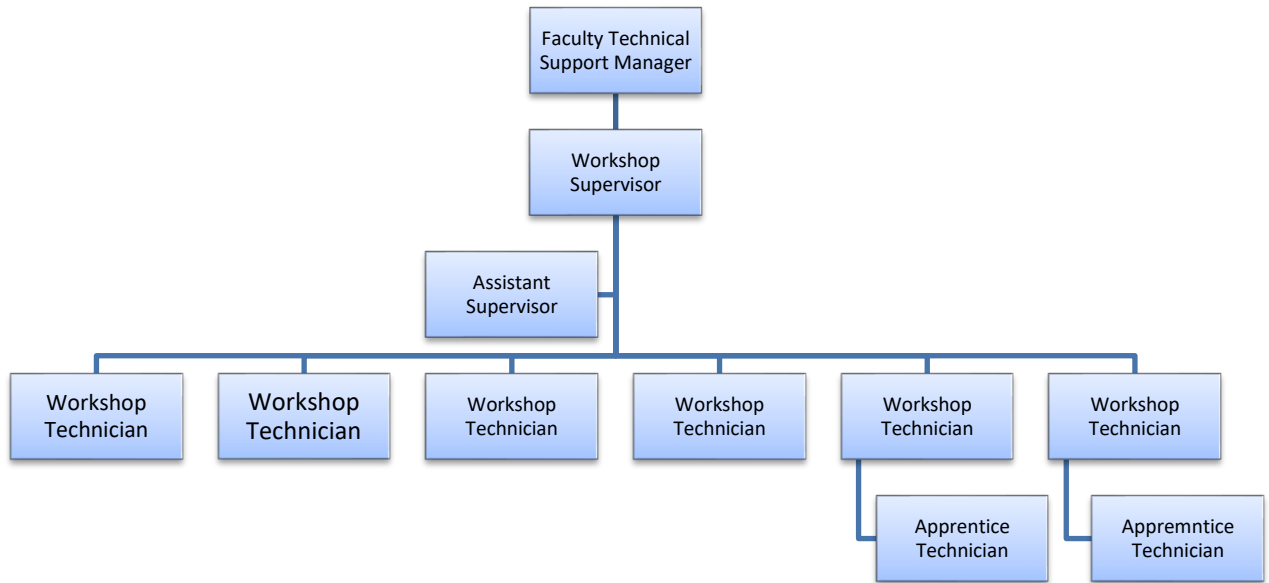 Faculty Technical
Support Manager
Workshop
Supervisor
Assistant
Supervisor
Workshop
Technician
Workshop
Technician
Workshop
Technician
Workshop
Technician
Workshop
Technician
Workshop
Technician
Apprentice
Technician
Appremntice
Technician